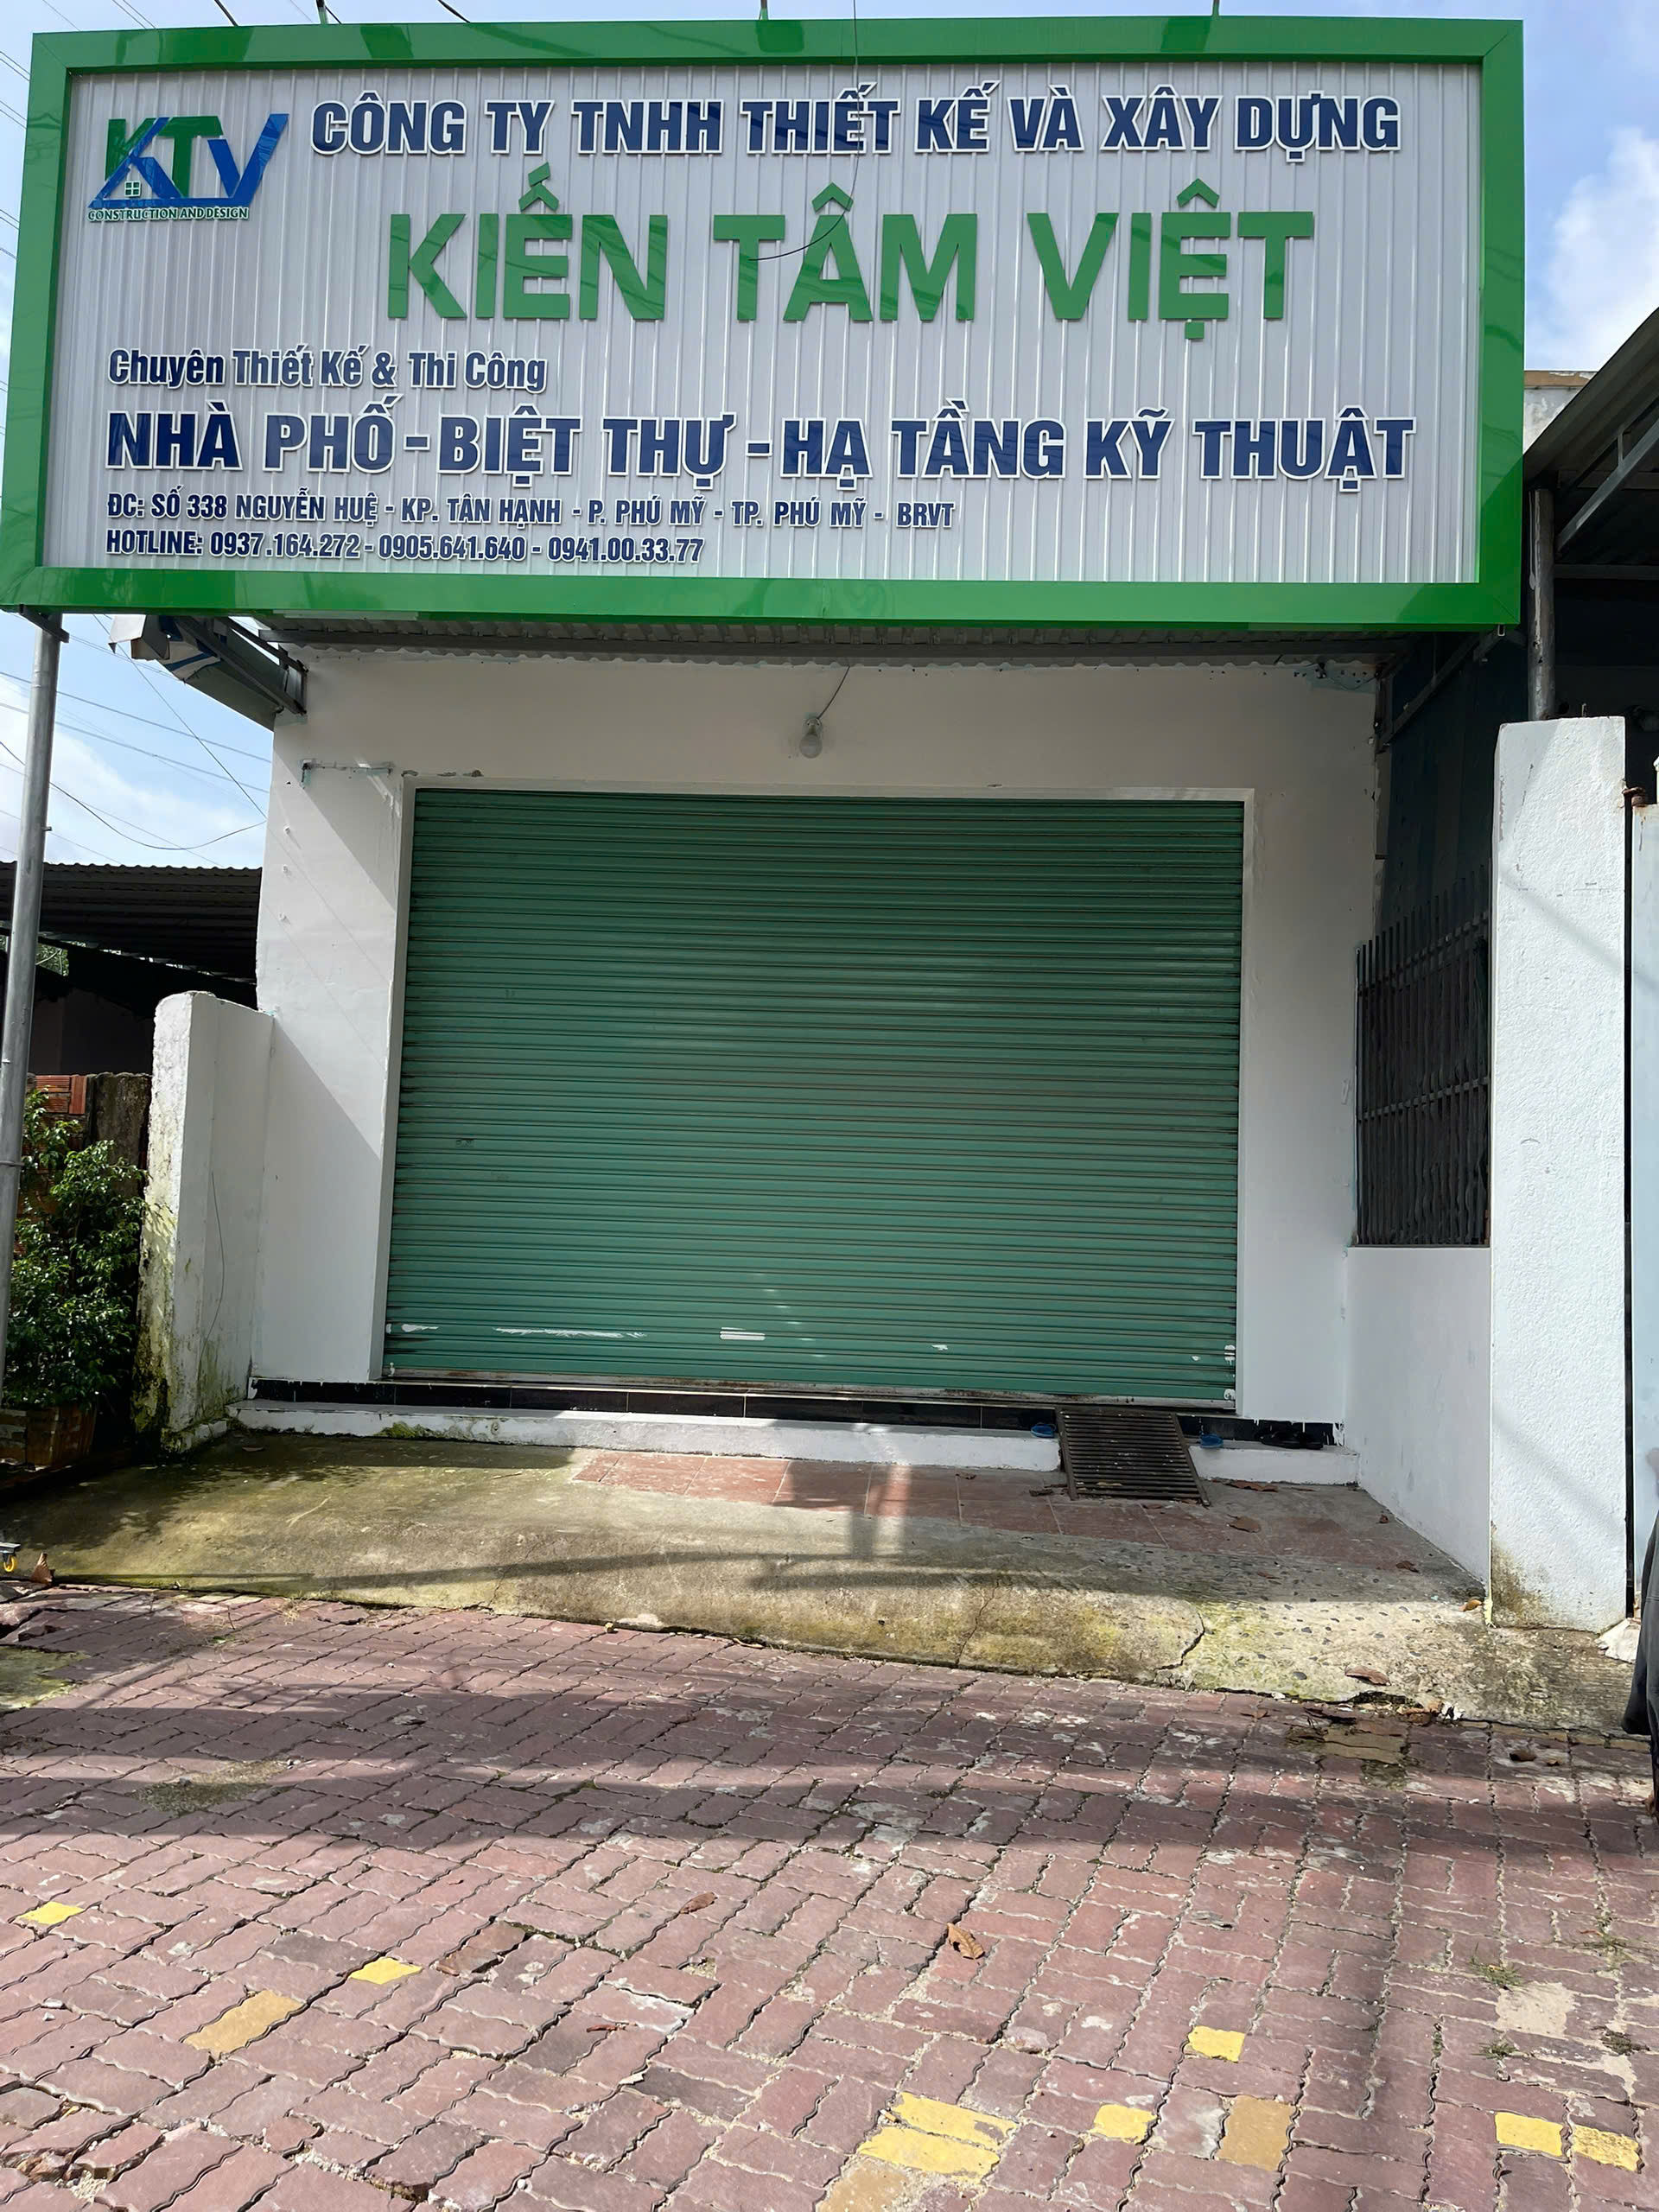 KTV
CONSTRUCTION AND DESIGN
CÔNG TY TNHH THIẾT KẾ VÀ XÂY DỰNG
KIẾN TÂM VIỆT
Chuyên Thiết Kế & Thi Công
NHÀ PHỐ - BIỆT THỰ - HẠ TẦNG KỸ THUẬT
ĐC: SỐ 338 NGUYỄN HUỆ - KP. TÂN HẠNH - P. PHÚ MỸ - TP. PHÚ MỸ - BRVT
HOTLINE: 0937.164.272 - 0905.641.640 - 0941.00.33.77